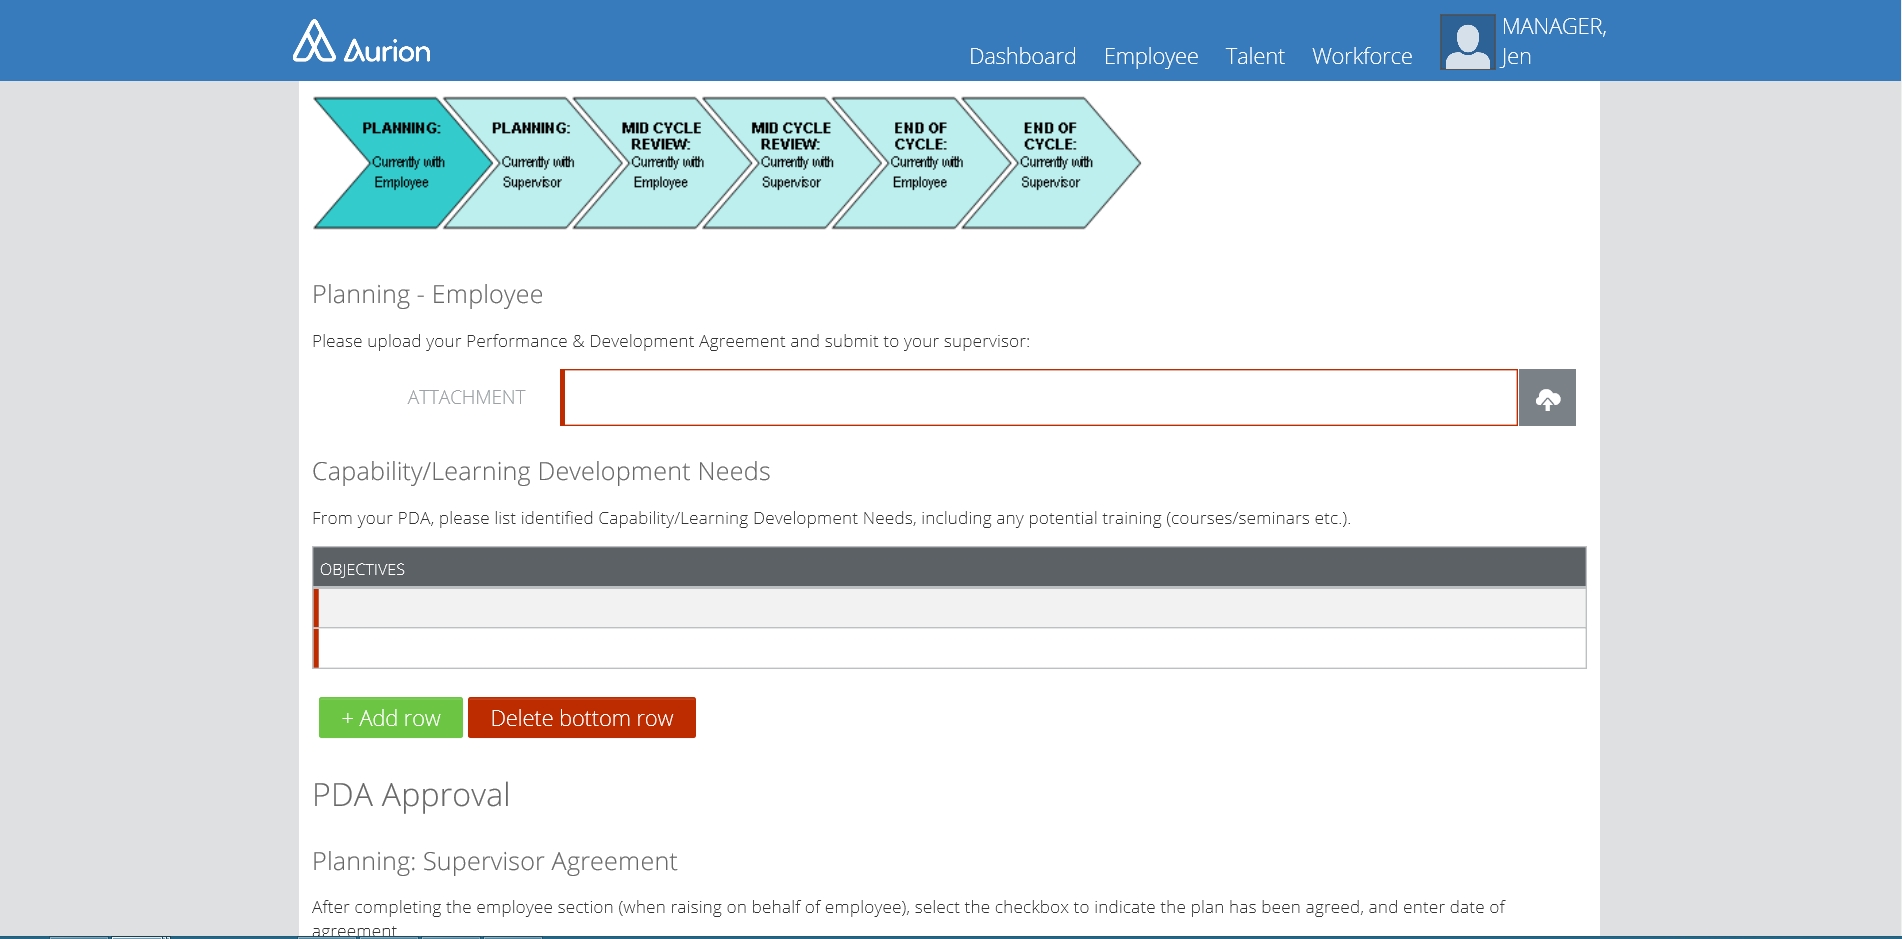 Aurion
Dashboard
Employee
Talent
Workforce
MANAGER,
Jen
PLANNING:
Currently with
Employee
PLANNING:
Currently with
Supervisor
MID CYCLE
REVIEW:
Currently with
Employee
MID CYCLE
REVIEW:
Currently with
Supervisor
END OF
CYCLE:
Currently with
Employee
END OF
CYCLE:
Currently with
Supervisor
Planning - Employee
Please upload your Performance & Development Agreement and submit to your supervisor:
ATTACHMENT
Capability/Learning Development Needs
From your PDA, please list identified Capability/Learning Development Needs, including any potential training (courses/seminars etc.).
OBJECTIVES
+ Add row
Delete bottom row
PDA Approval
Planning: Supervisor Agreement
After completing the employee section (when raising on behalf of employee), select the checkbox to indicate the plan has been agreed, and enter date of
agreement